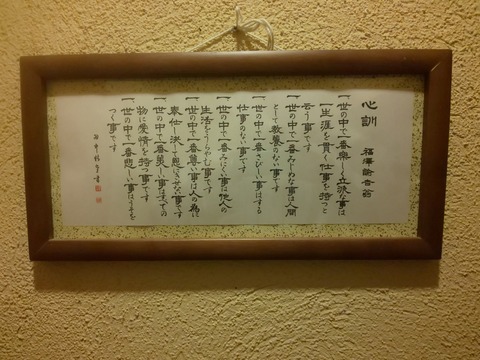 心訓
福澤諭吉翁
一世の中で一番楽しく立派な事は
一生涯を貫く仕事を持つと
云う事です
一世の中で一番みじめな事は人間
として教養のない事です
一世の中で一番さびしい事はする
仕事のない事です
一世の中で一番みにくい事は他人の
生活をうらやむ事です
一世の中で一番尊い事は人の為に
奉仕し決して恩にきせない事です
一世の中で一番美しい事はすべての
物に愛情を持つ事です
一世の中で一番悲しい事はうそを
つく事です